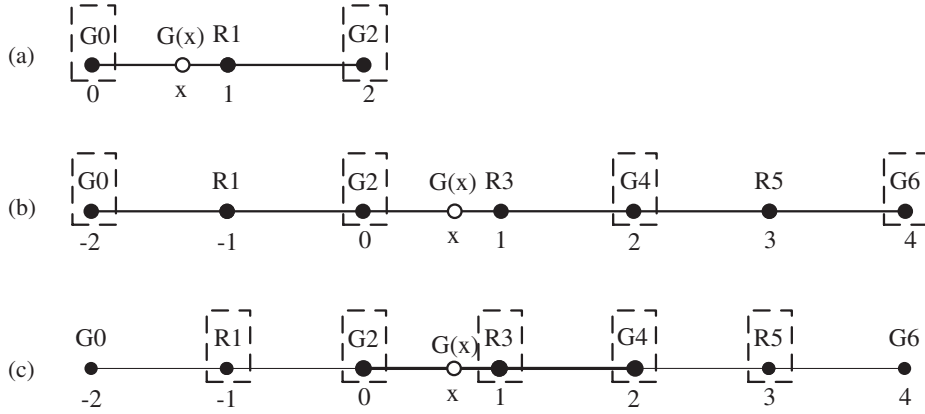 G0 G(x) R1 G2
(a)
0 x 1 2
G0 R1 G2 G(x) R3 G4 R5 G6
(b)
-2 -1 0 x 1 2 3 4
G0 R1 G2 G(x) R3 G4 R5 G6
(c)
-2 -1 0 x 1 2 3 4